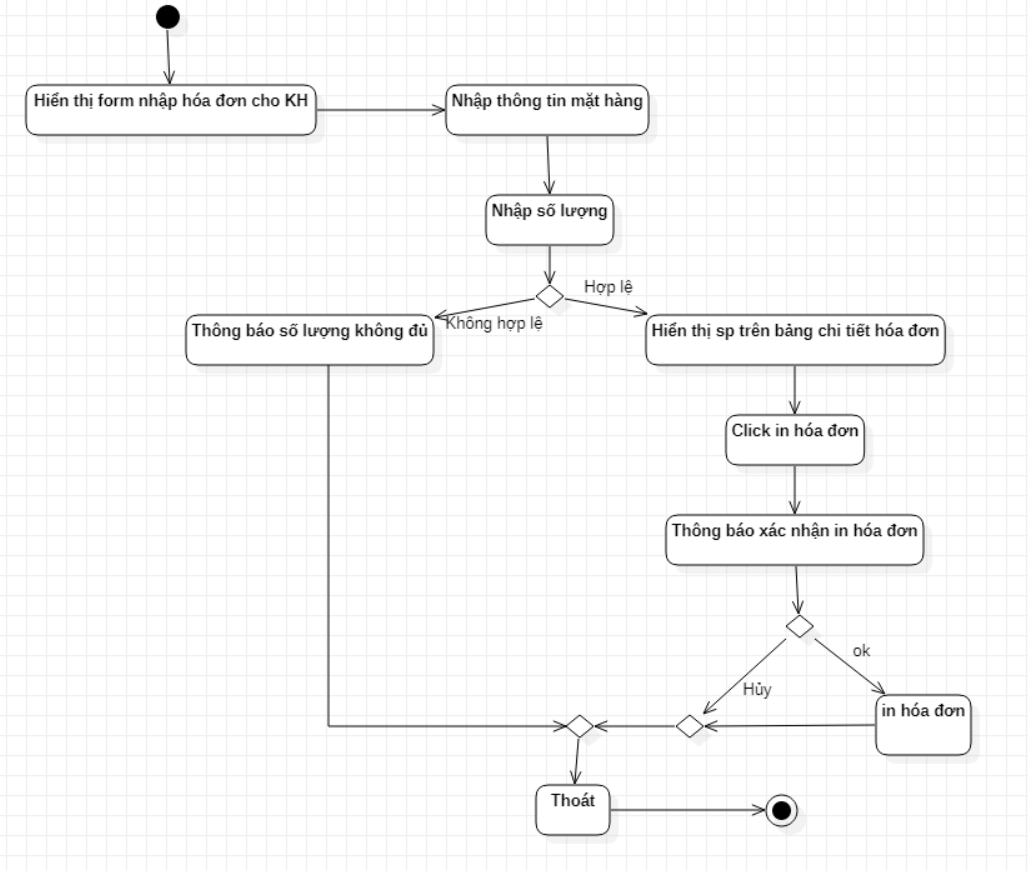 Hiển thị form nhập hóa đơn cho KH
Nhập thông tin mặt hàng
Nhập số lượng
Hợp lệ
Không hợp lệ
Thông báo số lượng không đủ
Hiển thị sp trên bảng chi tiết hóa đơn
Click in hóa đơn
Thông báo xác nhận in hóa đơn
ok
Hủy
in hóa đơn
Thoát